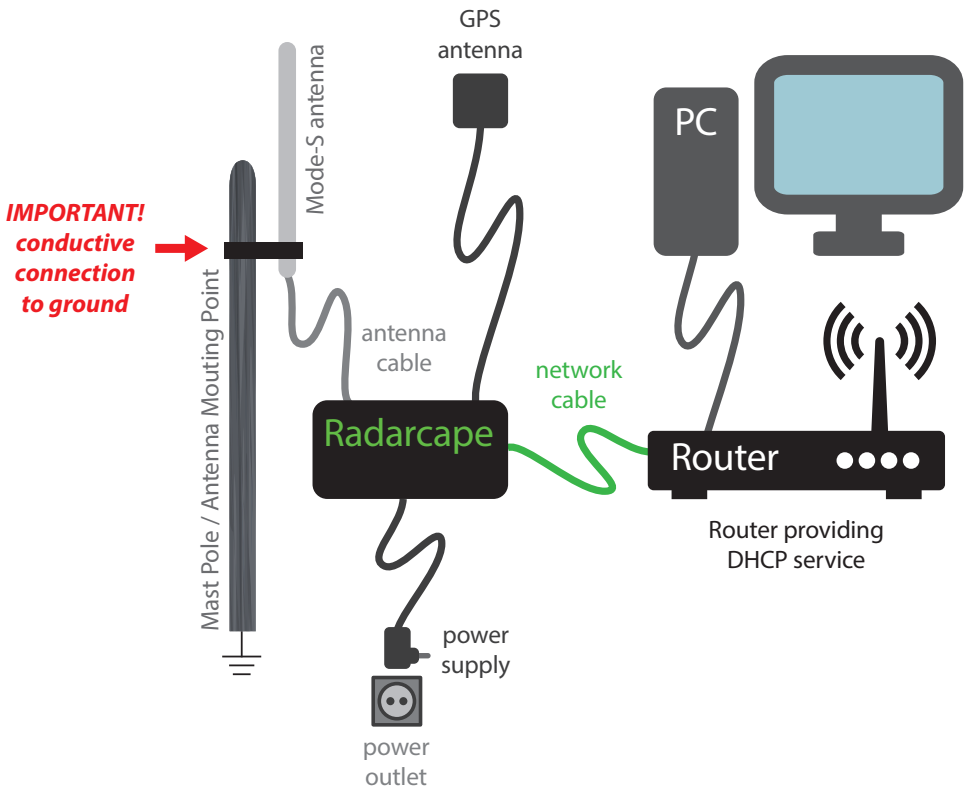 GPS
antenna
Mode-S antenna
PC
IMPORTANT!
conductive
connection
to ground
Mast Pole / Antenna Mouting Point
antenna
cable
network
cable
Radarcape
Router
Router providing
DHCP service
power
supply
power
outlet